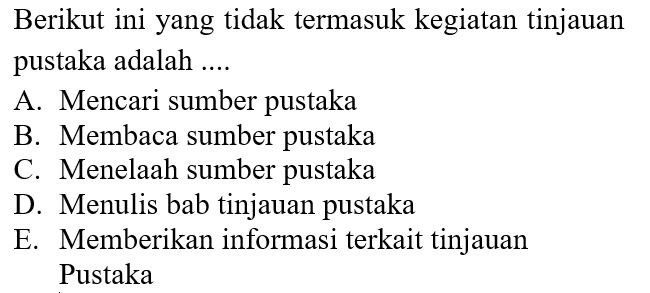 Berikut ini yang tidak termasuk kegiatan tinjauan
pustaka adalah ....
A. Mencari sumber pustaka
B. Membaca sumber pustaka
C. Menelaah sumber pustaka
D. Menulis bab tinjauan pustaka
E. Memberikan informasi terkait tinjauan
Pustaka